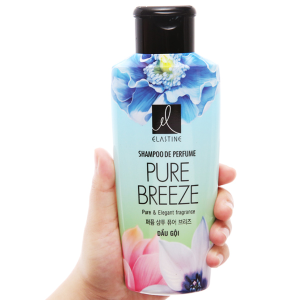 el
ELASTINE
SHAMPOO DE PERFUME
PURE
BREEZE
Pure & Elegant fragrance
퍼퓸 샴푸 퓨어 브리즈
DẦU GỘI